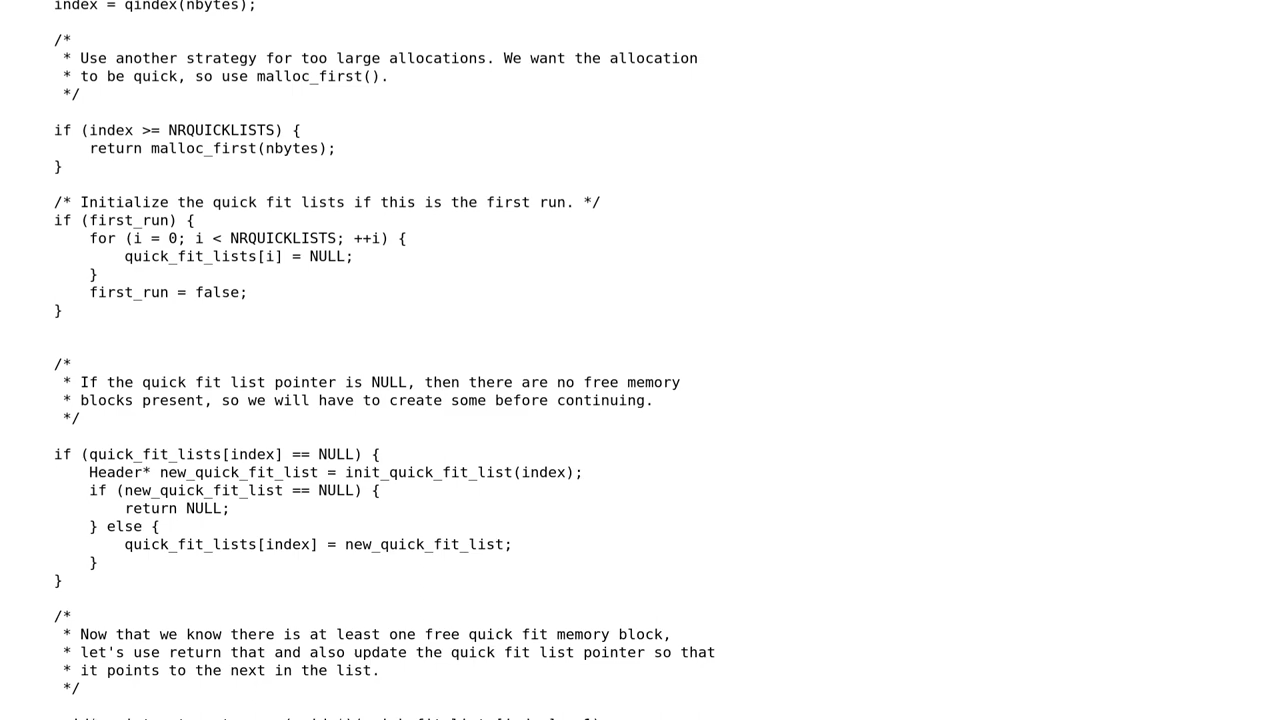 index = qindex(nbytes);
/*
* Use another strategy for too large allocations. We want the allocation
* to be quick, so use malloc_first().
*/
if (index >= NRQUICKLISTS) {
return malloc_first(nbytes);
}
/* Initialize the quick fit lists if this is the first run. */
if (first_run) {
for (i = 0; i < NRQUICKLISTS; ++i) {
quick_fit_lists[i] = NULL;
}
first_run = false;
}
/*
* If the quick fit list pointer is NULL, then there are no free memory
* blocks present, so we will have to create some before continuing.
*/
if (quick_fit_lists[index] == NULL) {
Header* new_quick_fit_list = init_quick_fit_list(index);
if (new_quick_fit_list == NULL) {
return NULL;
} else {
quick_fit_lists[index] = new_quick_fit_list;
}
}
/*
* Now that we know there is at least one free quick fit memory block,
* let's use return that and also update the quick fit list pointer so that
* it points to the next in the list.
*/